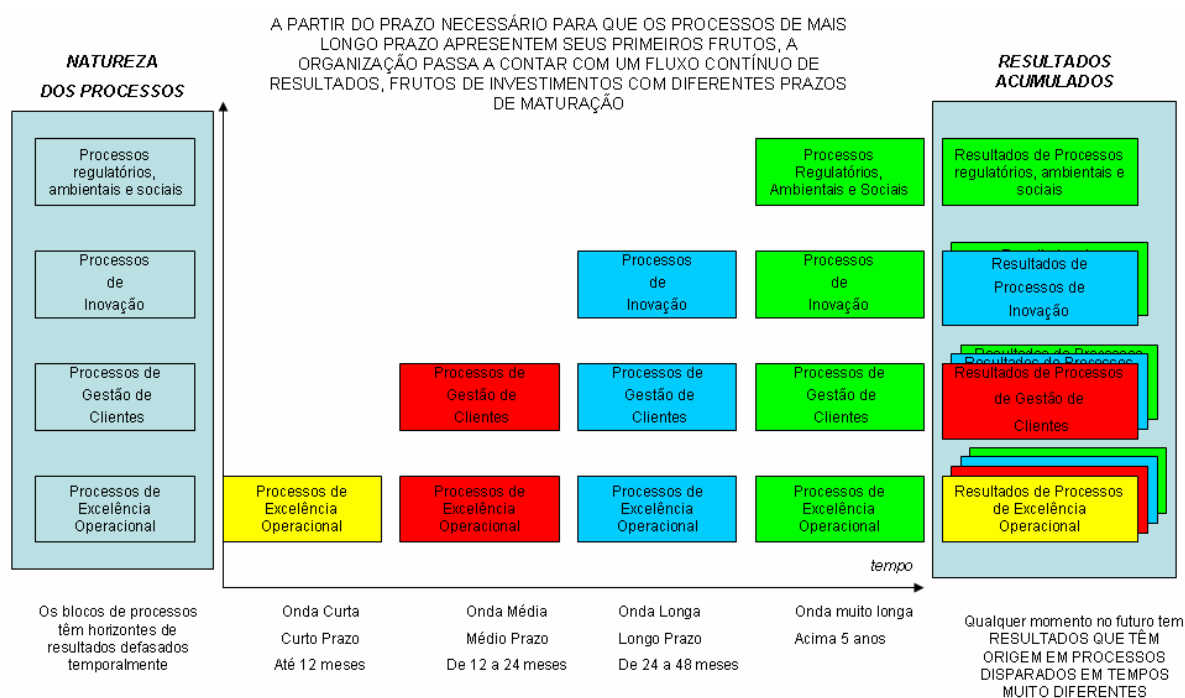 A PARTIR DO PRAZO NECESSÁRIO PARA QUE OS PROCESSOS DE MAIS
LONGO PRAZO APRESENTEM SEUS PRIMEIROS FRUTOS, A
ORGANIZAÇÃO PASSA A CONTAR COM UM FLUXO CONTÍNUO DE
RESULTADOS, FRUTOS DE INVESTIMENTOS COM DIFERENTES PRAZOS
DE MATURAÇÃO
NATUREZA
DOS PROCESSOS
RESULTADOS
ACUMULADOS
Processos
regulatórios,
ambientais e sociais
Processos
Regulatórios,
Ambientais e Sociais
Resultados de Processos
regulatórios, ambientais e
sociais
Processos
de
Inovação
Processos
de
Inovação
Processos
de
Inovação
Resultados de
Processos de
Inovação
Processos de
Gestão de
Clientes
Processos de
Gestão de
Clientes
Processos de
Gestão de
Clientes
Processos de
Gestão de
Clientes
Resultados de Processos
Resultados de Processos
Resultados de Processos
de Gestão de
Clientes
Processos de
Excelência
Operacional
Processos de
Excelência
Operacional
Processos de
Excelência
Operacional
Processos de
Excelência
Operacional
Processos de
Excelência
Operacional
Resultados de Processos
de Excelência
Operacional
tempo
Os blocos de processos
têm horizontes de
resultados defasados
temporalmente
Onda Curta
Curto Prazo
Até 12 meses
Onda Média
Médio Prazo
De 12 a 24 meses
Onda Longa
Longo Prazo
De 24 a 48 meses
Onda muito longa
Acima 5 anos
Qualquer momento no futuro tem
RESULTADOS QUE TÊM
ORIGEM EM PROCESSOS
DISPARADOS EM TEMPOS
MUITO DIFERENTES